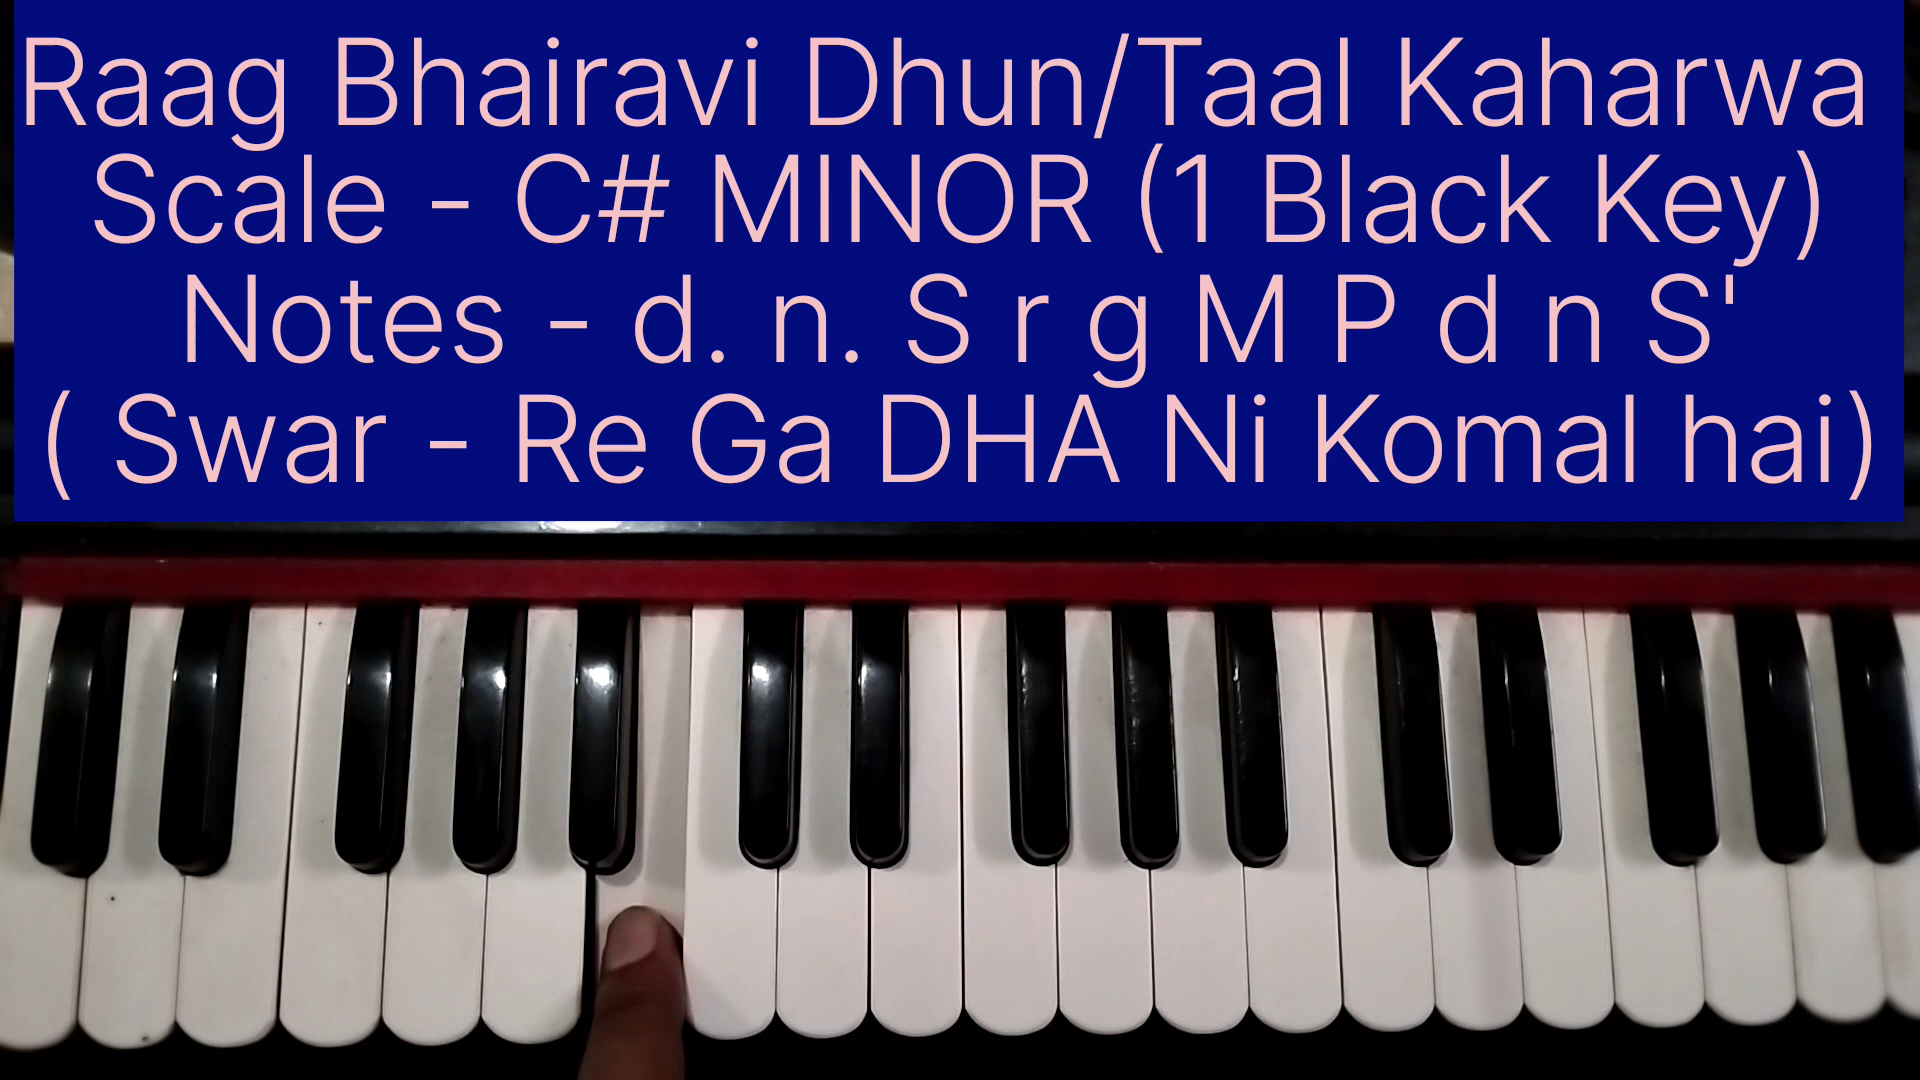 Raag Bhairavi Dhun/Taal Kaharwa
Scale - C# MINOR (1 Black Key)
Notes - d. n. S r g M P d n S'
( Swar - Re Ga DHA Ni Komal hai)